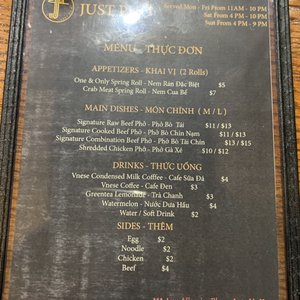 JUST
Served Mon - Fri From 11AM - 10 PM
Sat From 4 PM - 10 PM
Sun From 4 PM - 9 PM
MENU - THỰC ĐƠN
APPETIZERS - KHAI VỊ (2 Rolls)
One & Only Spring Roll - Nem Rán Đặc Biệt $5
Crab Meat Spring Roll - Nem Cua Bể $7
MAIN DISHES - MÓN CHÍNH ( M / L )
Signature Raw Beef Phở - Phở Bò Tái $11 / $13
Signature Cooked Beef Phở - Phở Bò Chín Nạm $11 / $13
Signature Combination Beef Phở - Phở Bò Tái Chín $13 / $15
Shredded Chicken Phở - Phở Gà Xé $10 / $12
DRINKS - THỨC UỐNG
Vnese Condensed Milk Cofffee - Cafe Sữa Đá $4
Vnese Coffee - Cafe Đen $3
Greentea Lemonade - Trà Chanh $3
Watermelon - Nước Dưa Hấu $4
Water / Soft Drink $2
SIDES - THÊM
Egg $2
Noodle $2
Chicken $2
Beef $4